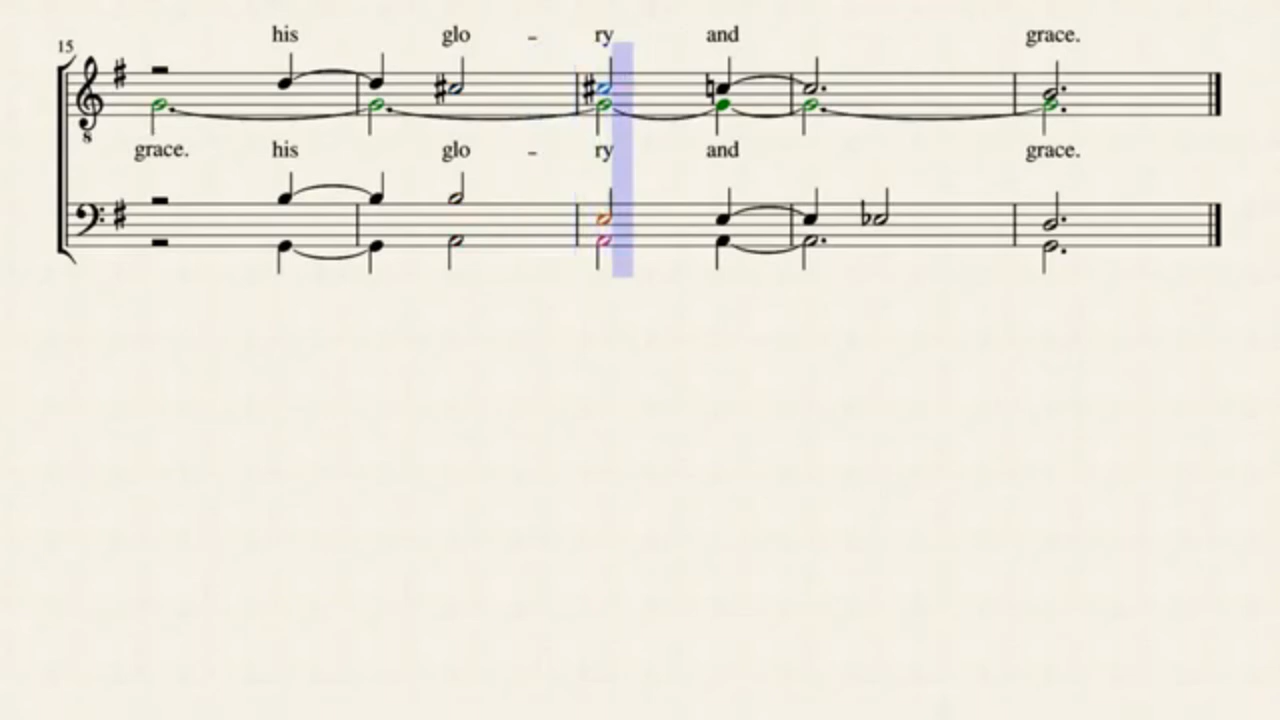 his glo - ry and grace.
15
8
grace. his glo - ry and grace.